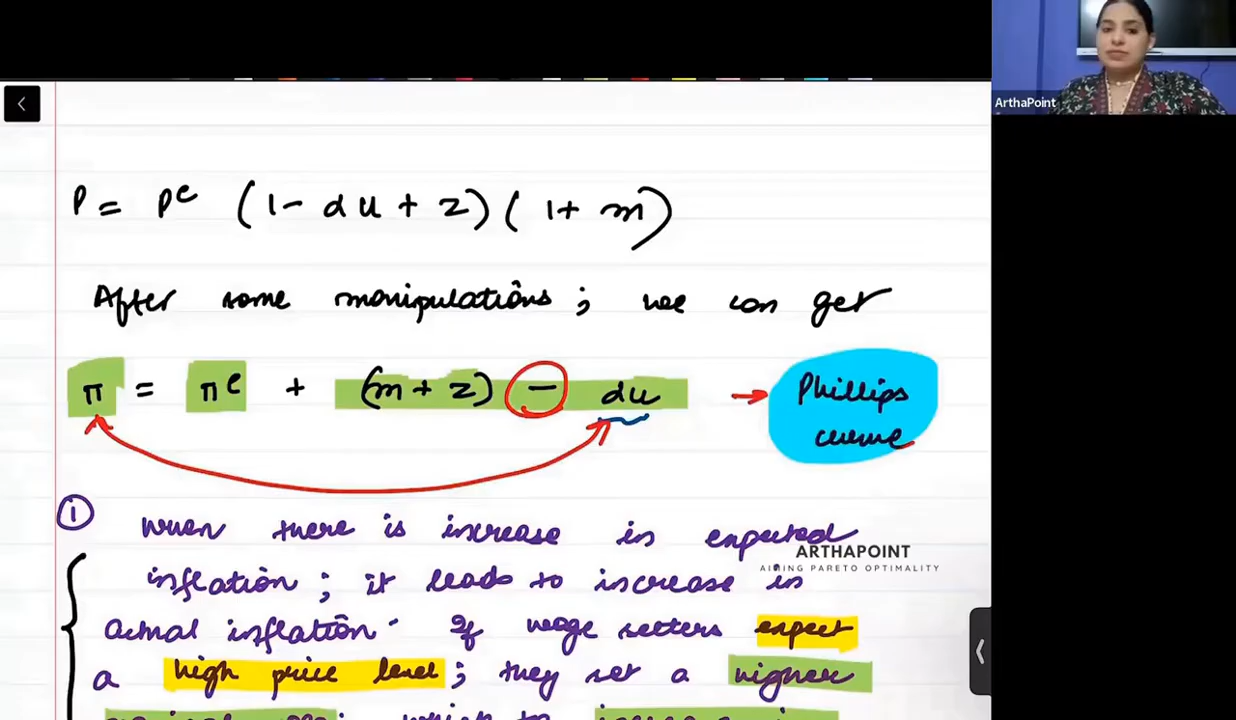 ArthaPoint
P = Pe (1 - αu + z) (1 + m)
After some manipulations ; we can get
π = πe + (m + z) - αu → Phillips curve
① When there is increase in expected
ARTHAPOINT
AIMING PARETO OPTIMALITY
inflation ; it leads to increase in
actual inflation. If wage setters expect
a high price level ; they set a higher